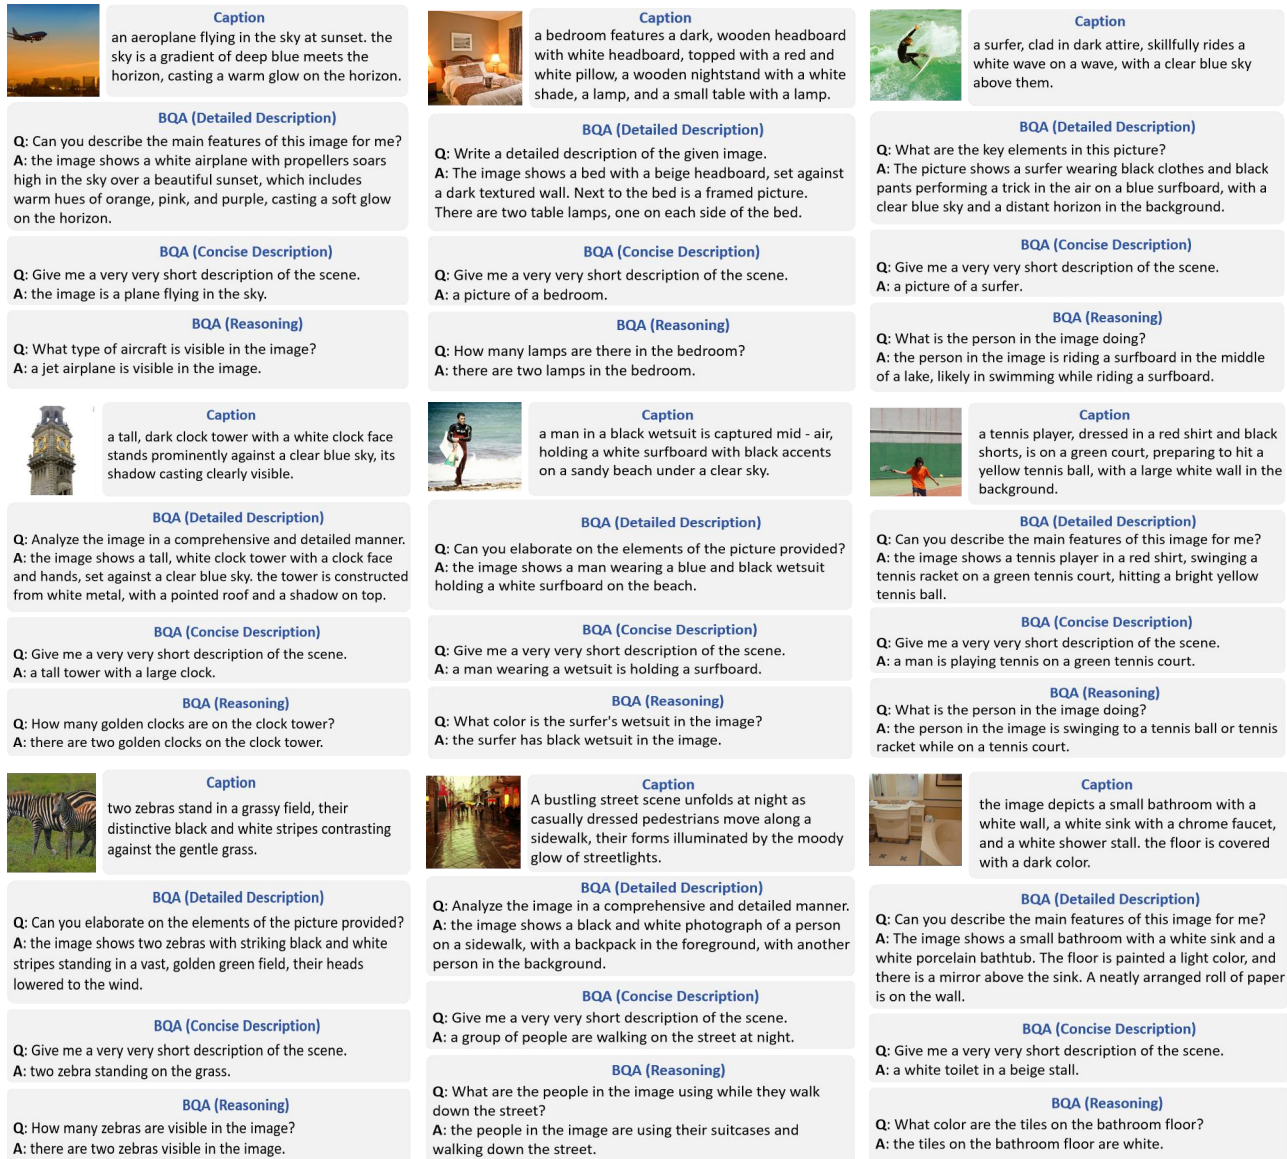 Caption
an aeroplane flying in the sky at sunset. the
sky is a gradient of deep blue meets the
horizon, casting a warm glow on the horizon.
BQA (Detailed Description)
Q: Can you describe the main features of this image for me?
A: the image shows a white airplane with propellers soars
high in the sky over a beautiful sunset, which includes
warm hues of orange, pink, and purple, casting a soft glow
on the horizon.
BQA (Concise Description)
Q: Give me a very very short description of the scene.
A: the image is a plane flying in the sky.
BQA (Reasoning)
Q: What type of aircraft is visible in the image?
A: a jet airplane is visible in the image.
Caption
a bedroom features a dark, wooden headboard
with white headboard, topped with a red and
white pillow, a wooden nightstand with a white
shade, a lamp, and a small table with a lamp.
BQA (Detailed Description)
Q: Write a detailed description of the given image.
A: The image shows a bed with a beige headboard, set against
a dark textured wall. Next to the bed is a framed picture.
There are two table lamps, one on each side of the bed.
BQA (Concise Description)
Q: Give me a very very short description of the scene.
A: a picture of a bedroom.
BQA (Reasoning)
Q: How many lamps are there in the bedroom?
A: there are two lamps in the bedroom.
Caption
a surfer, clad in dark attire, skillfully rides a
white wave on a wave, with a clear blue sky
above them.
BQA (Detailed Description)
Q: What are the key elements in this picture?
A: The picture shows a surfer wearing black clothes and black
pants performing a trick in the air on a blue surfboard, with a
clear blue sky and a distant horizon in the background.
BQA (Concise Description)
Q: Give me a very very short description of the scene.
A: a picture of a surfer.
BQA (Reasoning)
Q: What is the person in the image doing?
A: the person in the image is riding a surfboard in the middle
of a lake, likely in swimming while riding a surfboard.
Caption
a tall, dark clock tower with a white clock face
stands prominently against a clear blue sky, its
shadow casting clearly visible.
BQA (Detailed Description)
Q: Analyze the image in a comprehensive and detailed manner.
A: the image shows a tall, white clock tower with a clock face
and hands, set against a clear blue sky. the tower is constructed
from white metal, with a pointed roof and a shadow on top.
BQA (Concise Description)
Q: Give me a very very short description of the scene.
A: a tall tower with a large clock.
BQA (Reasoning)
Q: How many golden clocks are on the clock tower?
A: there are two golden clocks on the clock tower.
Caption
a man in a black wetsuit is captured mid - air,
holding a white surfboard with black accents
on a sandy beach under a clear sky.
BQA (Detailed Description)
Q: Can you elaborate on the elements of the picture provided?
A: the image shows a man wearing a blue and black wetsuit
holding a white surfboard on the beach.
BQA (Concise Description)
Q: Give me a very very short description of the scene.
A: a man wearing a wetsuit is holding a surfboard.
BQA (Reasoning)
Q: What color is the surfer's wetsuit in the image?
A: the surfer has black wetsuit in the image.
Caption
a tennis player, dressed in a red shirt and black
shorts, is on a green court, preparing to hit a
yellow tennis ball, with a large white wall in the
background.
BQA (Detailed Description)
Q: Can you describe the main features of this image for me?
A: the image shows a tennis player in a red shirt, swinging a
tennis racket on a green tennis court, hitting a bright yellow
tennis ball.
BQA (Concise Description)
Q: Give me a very very short description of the scene.
A: a man is playing tennis on a green tennis court.
BQA (Reasoning)
Q: What is the person in the image doing?
A: the person in the image is swinging to a tennis ball or tennis
racket while on a tennis court.
Caption
two zebras stand in a grassy field, their
distinctive black and white stripes contrasting
against the gentle grass.
BQA (Detailed Description)
Q: Can you elaborate on the elements of the picture provided?
A: the image shows two zebras with striking black and white
stripes standing in a vast, golden green field, their heads
lowered to the wind.
BQA (Concise Description)
Q: Give me a very very short description of the scene.
A: two zebra standing on the grass.
BQA (Reasoning)
Q: How many zebras are visible in the image?
A: there are two zebras visible in the image.
Caption
A bustling street scene unfolds at night as
casually dressed pedestrians move along a
sidewalk, their forms illuminated by the moody
glow of streetlights.
BQA (Detailed Description)
Q: Analyze the image in a comprehensive and detailed manner.
A: the image shows a black and white photograph of a person
on a sidewalk, with a backpack in the foreground, with another
person in the background.
BQA (Concise Description)
Q: Give me a very very short description of the scene.
A: a group of people are walking on the street at night.
BQA (Reasoning)
Q: What are the people in the image using while they walk
down the street?
A: the people in the image are using their suitcases and
walking down the street.
Caption
the image depicts a small bathroom with a
white wall, a white sink with a chrome faucet,
and a white shower stall. the floor is covered
with a dark color.
BQA (Detailed Description)
Q: Can you describe the main features of this image for me?
A: The image shows a small bathroom with a white sink and a
white porcelain bathtub. The floor is painted a light color, and
there is a mirror above the sink. A neatly arranged roll of paper
is on the wall.
BQA (Concise Description)
Q: Give me a very very short description of the scene.
A: a white toilet in a beige stall.
BQA (Reasoning)
Q: What color are the tiles on the bathroom floor?
A: the tiles on the bathroom floor are white.